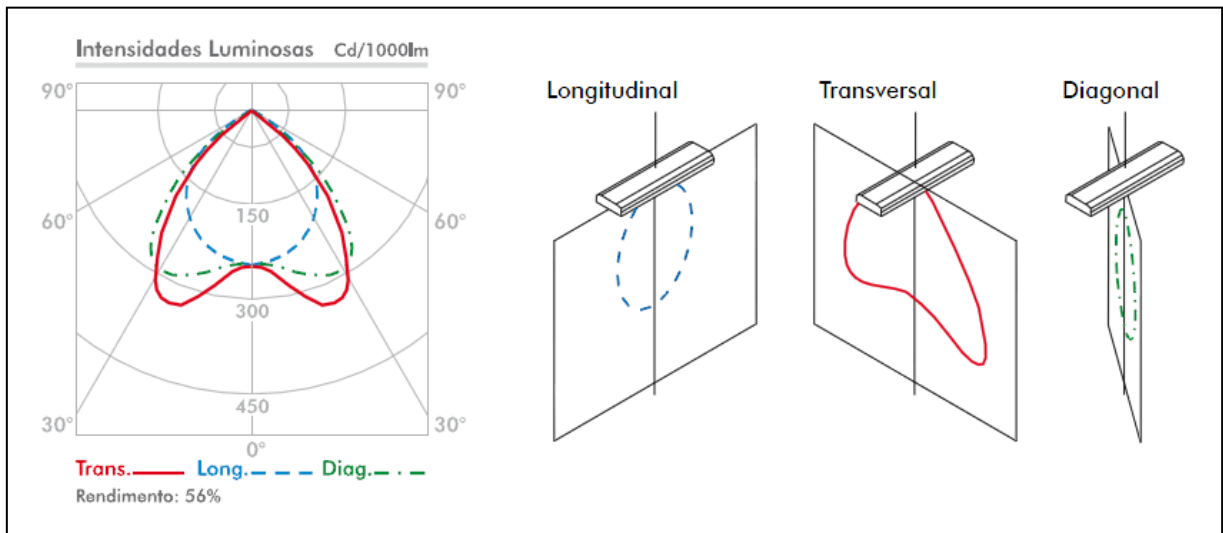 Intensidades Luminosas Cd/1000lm
90° 90°
Longitudinal Transversal Diagonal
150
60° 60°
300
450
30° 30°
0°
Trans. Long. Diag.
Rendimento: 56%